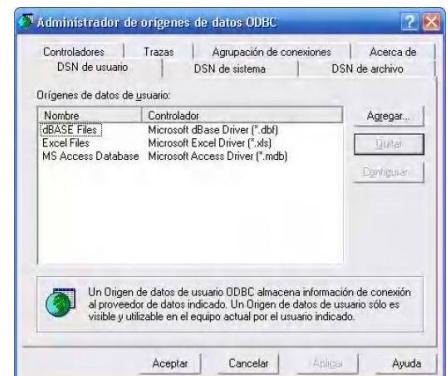 Administrador de orígenes de datos ODBC
Controladores Trazas Agrupación de conexiones Acerca de
DSN de usuario DSN de sistema DSN de archivo
Orígenes de datos de usuario:
Nombre Controlador
dBASE Files Microsoft dBase Driver (*.dbf)
Excel Files Microsoft Excel Driver (*.xls)
MS Access Database Microsoft Access Driver (*.mdb)
Agregar...
Quitar
Configurar...
Un Origen de datos de usuario ODBC almacena información de conexión
al proveedor de datos indicado. Un Origen de datos de usuario sólo es
visible y utilizable en el equipo actual por el usuario indicado.
Aceptar Cancelar Aplicar Ayuda